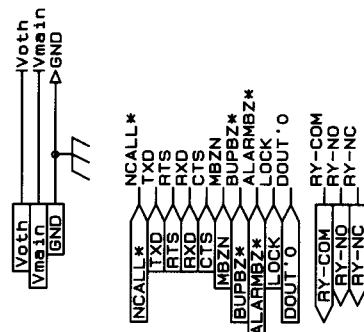 Voth
Vmain
GND
NCALL*
TXD
RTS
RXD
CTS
MBZN
BUPBZ*
ALARMBZ*
LOCK
DOUT'0
RY-COM
RY-NO
RY-NC
Voth
Vmain
GND
NCALL*
TXD
RTS
RXD
CTS
MBZN
BUPBZ*
ALARMBZ*
LOCK
DOUT'0
RY-COM
RY-NO
RY-NC